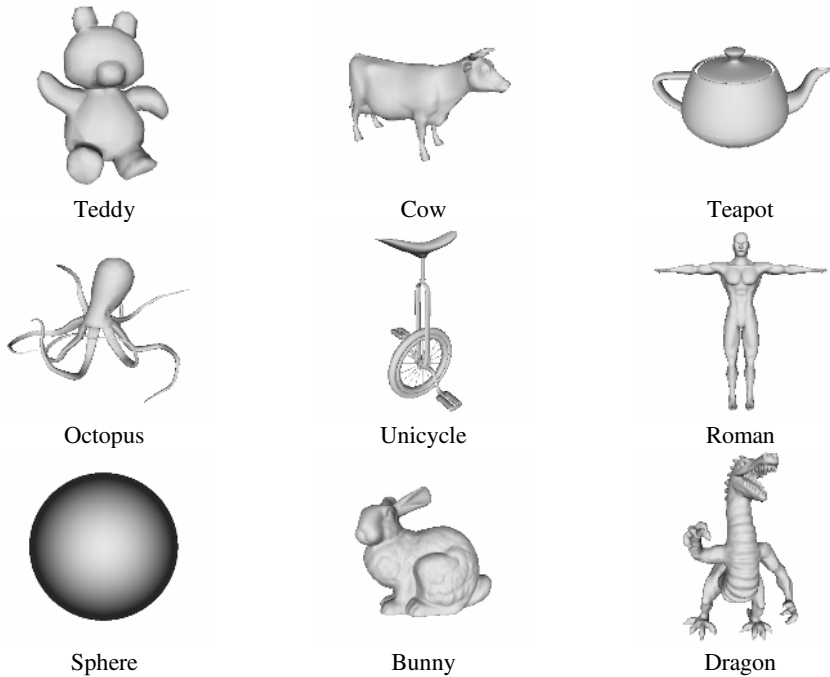 Teddy
Cow
Teapot
Octopus
Unicycle
Roman
Sphere
Bunny
Dragon